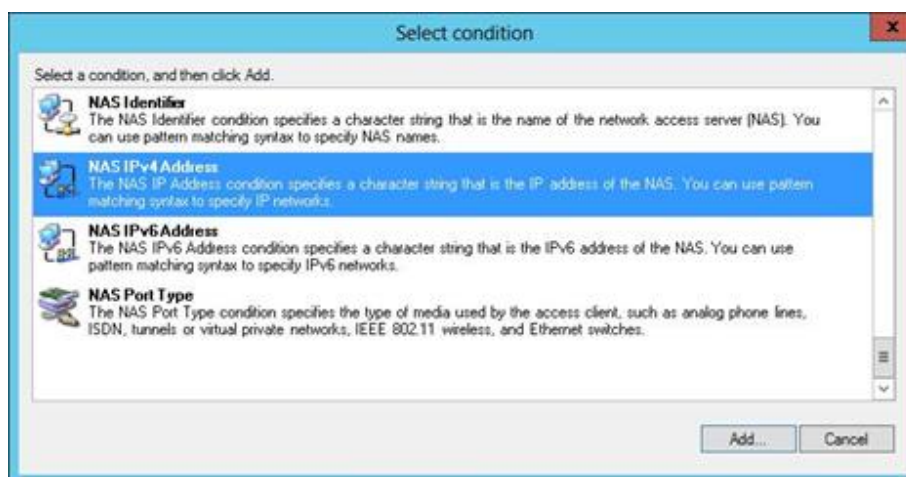 Select condition
x
Select a condition, and then click Add.
NAS Identifier
The NAS Identifier condition specifies a character string that is the name of the network access server (NAS). You
can use pattern matching syntax to specify NAS names.
NAS IPv4 Address
The NAS IP Address condition specifies a character string that is the IP address of the NAS. You can use pattern
matching syntax to specify IP networks.
NAS IPv6 Address
The NAS IPv6 Address condition specifies a character string that is the IPv6 address of the NAS. You can use
pattern matching syntax to specify IPv6 networks.
NAS Port Type
The NAS Port Type condition specifies the type of media used by the access client, such as analog phone lines,
ISDN, tunnels or virtual private networks, IEEE 802.11 wireless, and Ethernet switches.
Add... Cancel